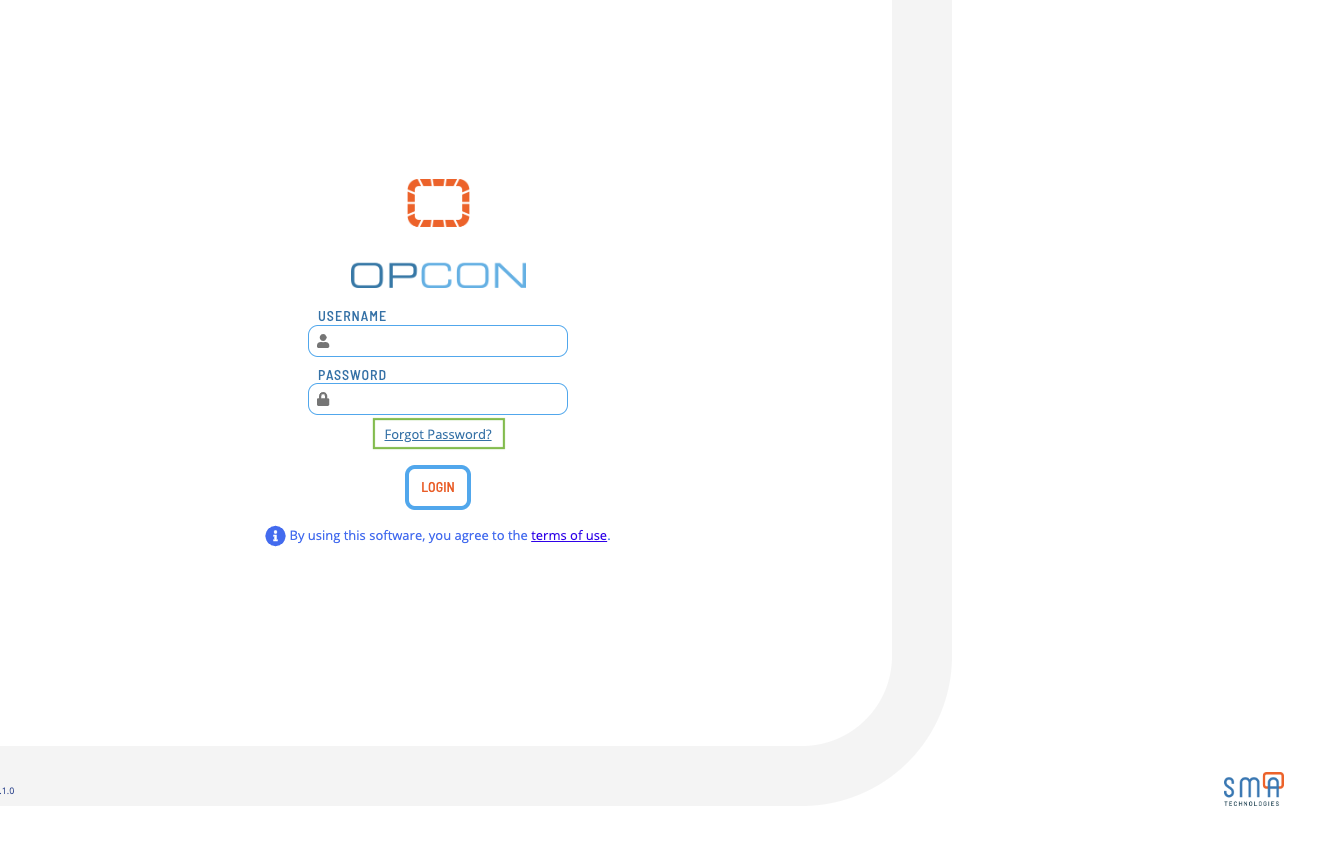 OPCON
USERNAME
PASSWORD
Forgot Password?
LOGIN
By using this software, you agree to the terms of use.
.1.0
SMA
TECHNOLOGIES